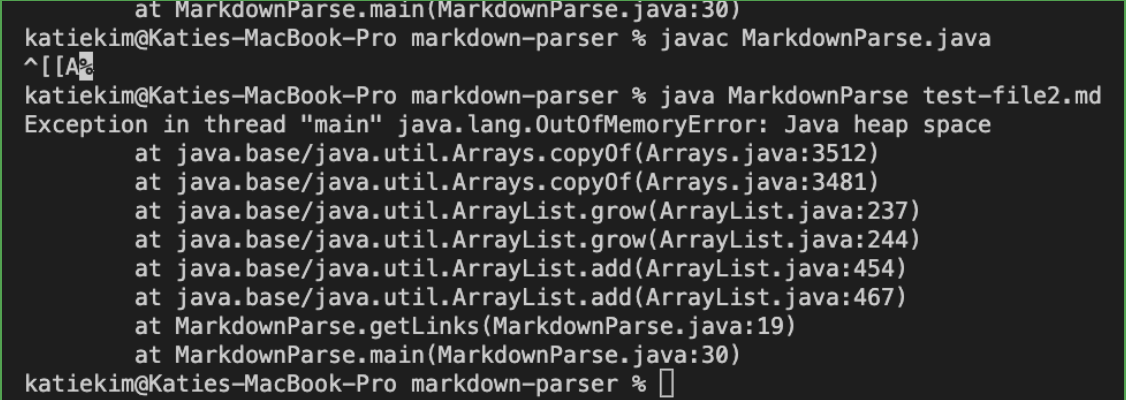 at MarkdownParse.main(MarkdownParse.java:30)
katiekim@Katies-MacBook-Pro markdown-parser % javac MarkdownParse.java
^[[A%
katiekim@Katies-MacBook-Pro markdown-parser % java MarkdownParse test-file2.md
Exception in thread "main" java.lang.OutOfMemoryError: Java heap space
at java.base/java.util.Arrays.copyOf(Arrays.java:3512)
at java.base/java.util.Arrays.copyOf(Arrays.java:3481)
at java.base/java.util.ArrayList.grow(ArrayList.java:237)
at java.base/java.util.ArrayList.grow(ArrayList.java:244)
at java.base/java.util.ArrayList.add(ArrayList.java:454)
at java.base/java.util.ArrayList.add(ArrayList.java:467)
at MarkdownParse.getLinks(MarkdownParse.java:19)
at MarkdownParse.main(MarkdownParse.java:30)
katiekim@Katies-MacBook-Pro markdown-parser %